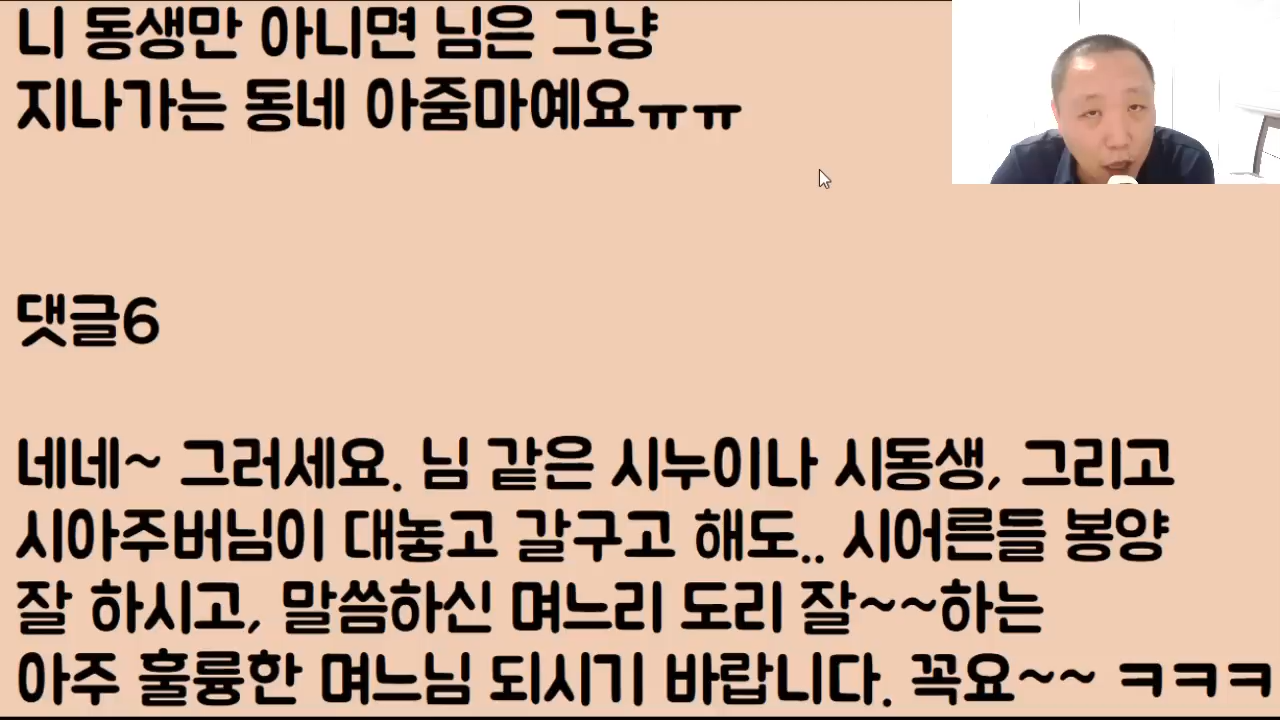 니 동생만 아니면 님은 그냥
지나가는 동네 아줌마예요ㅠㅠ
댓글6
네네~ 그러세요. 님 같은 시누이나 시동생, 그리고
시아주버님이 대놓고 갈구고 해도.. 시어른들 봉양
잘 하시고, 말씀하신 며느리 도리 잘~~하는
아주 훌륭한 며느님 되시기 바랍니다. 꼭요~~ ㅋㅋㅋ